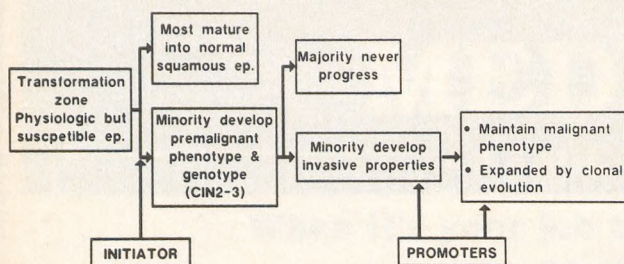 Transformation
zone
Physiologic but
suscpetible ep.
Most mature
into normal
squamous ep.
Minority develop
premalignant
phenotype &
genotype
(CIN2-3)
Majority never
progress
Minority develop
invasive properties
• Maintain malignant
phenotype
• Expanded by clonal
evolution
INITIATOR
PROMOTERS